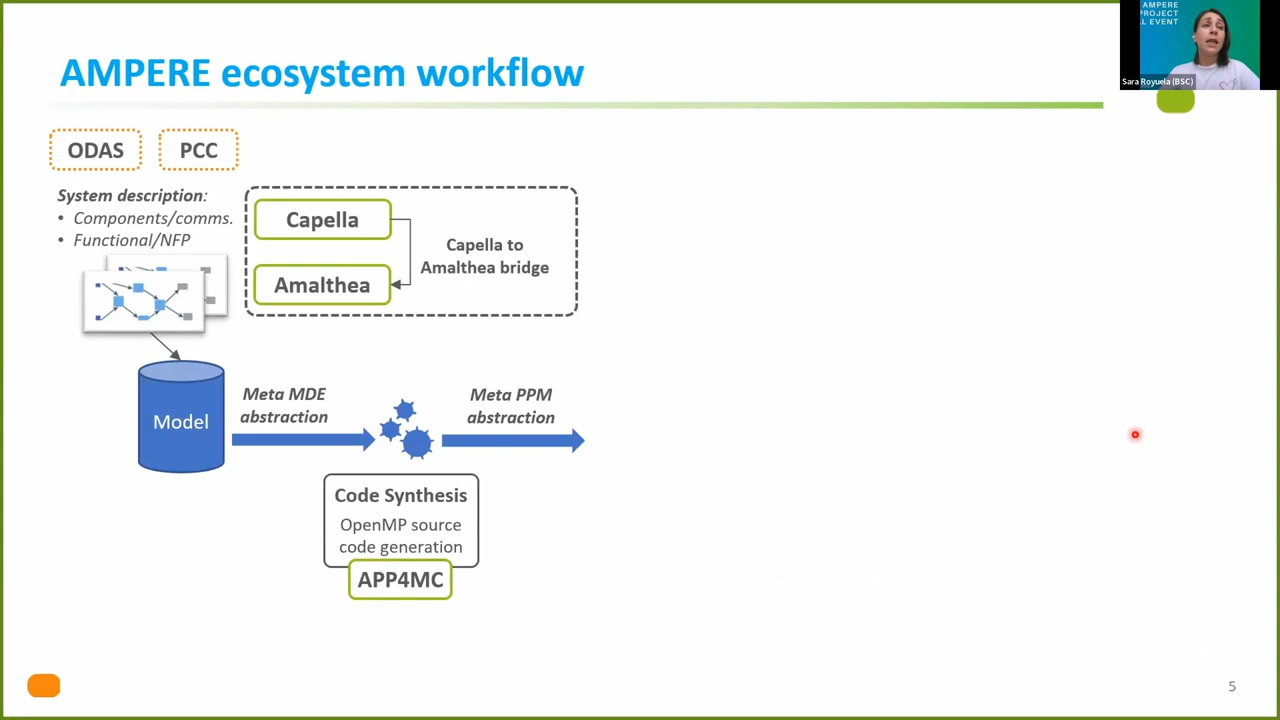 AMPERE
PROJECT
L EVENT
Sara Royuela (BSC)
AMPERE ecosystem workflow
ODAS
PCC
System description:
• Components/comms.
• Functional/NFP
Capella
Amalthea
Capella to
Amalthea bridge
Model
Meta MDE
abstraction
Meta PPM
abstraction
Code Synthesis
OpenMP source
code generation
APP4MC
5